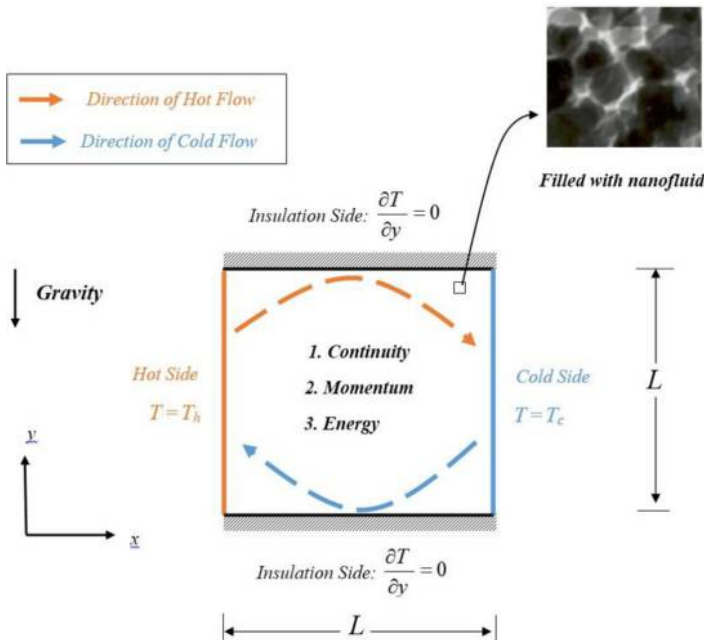 Direction of Hot Flow
Direction of Cold Flow
Filled with nanofluid
Insulation Side: ∂T/∂y = 0
Gravity
1. Continuity
2. Momentum
3. Energy
Hot Side
T = T_h
Cold Side
T = T_c
L
y
x
Insulation Side: ∂T/∂y = 0
L